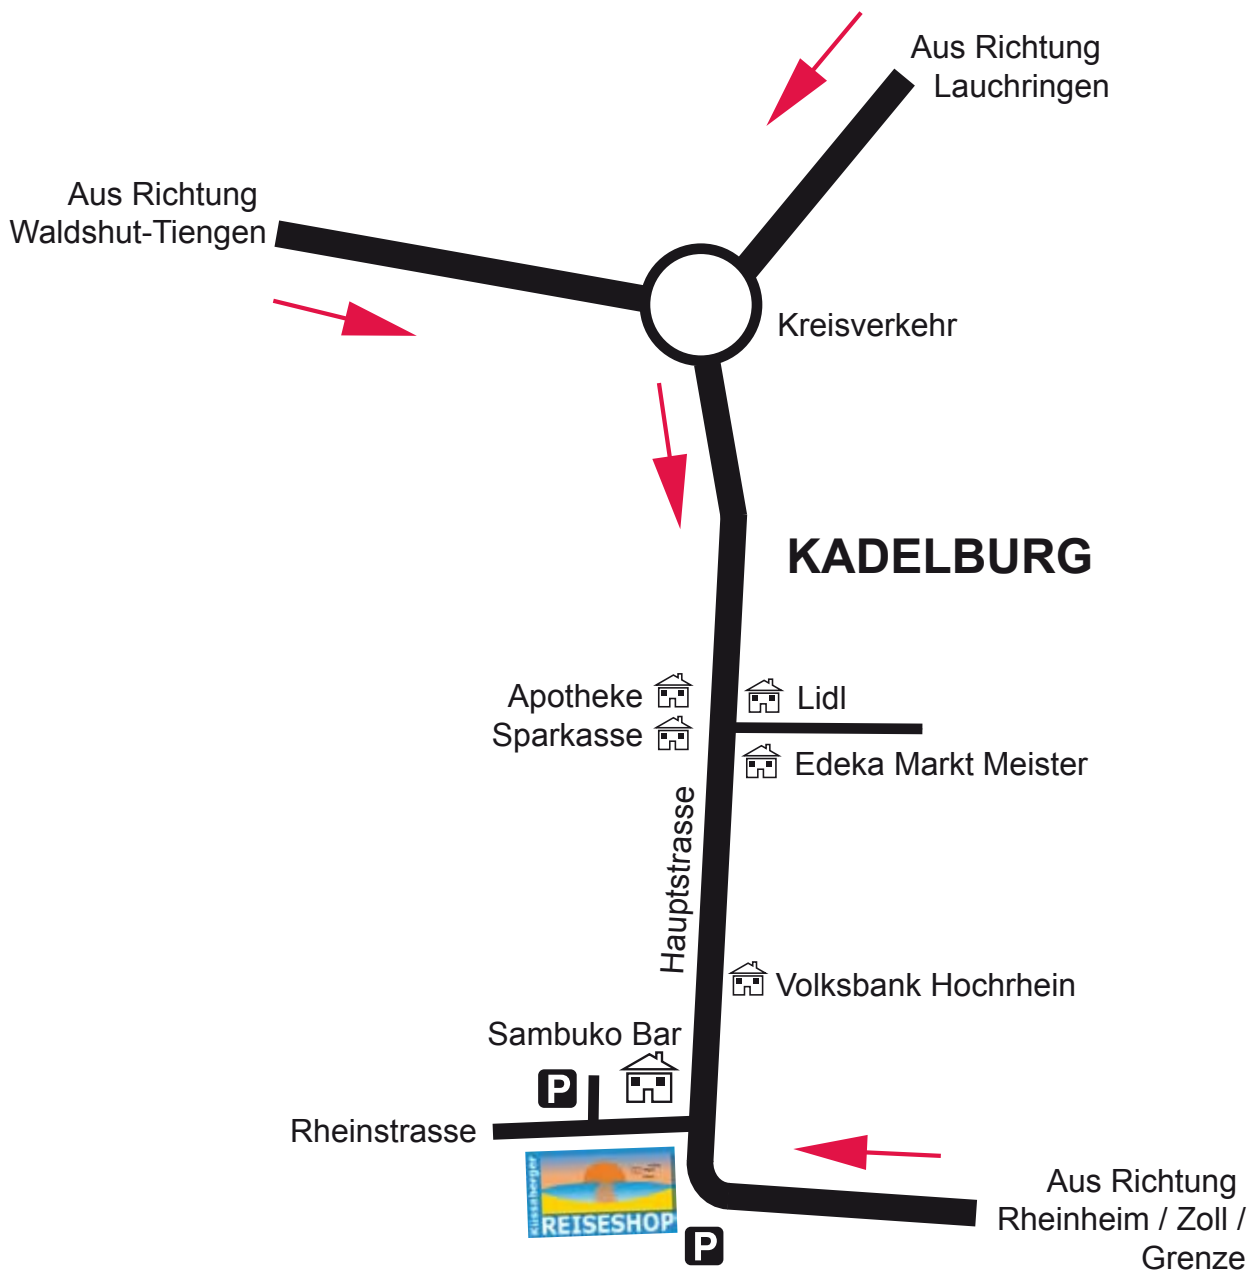 Aus Richtung
Lauchringen
Aus Richtung
Waldshut-Tiengen
Kreisverkehr
KADELBURG
Apotheke
Lidl
Sparkasse
Edeka Markt Meister
Hauptstrasse
Volksbank Hochrhein
Sambuko Bar
P
Rheinstrasse
Küssaberger
REISESHOP
P
Aus Richtung
Rheinheim / Zoll /
Grenze